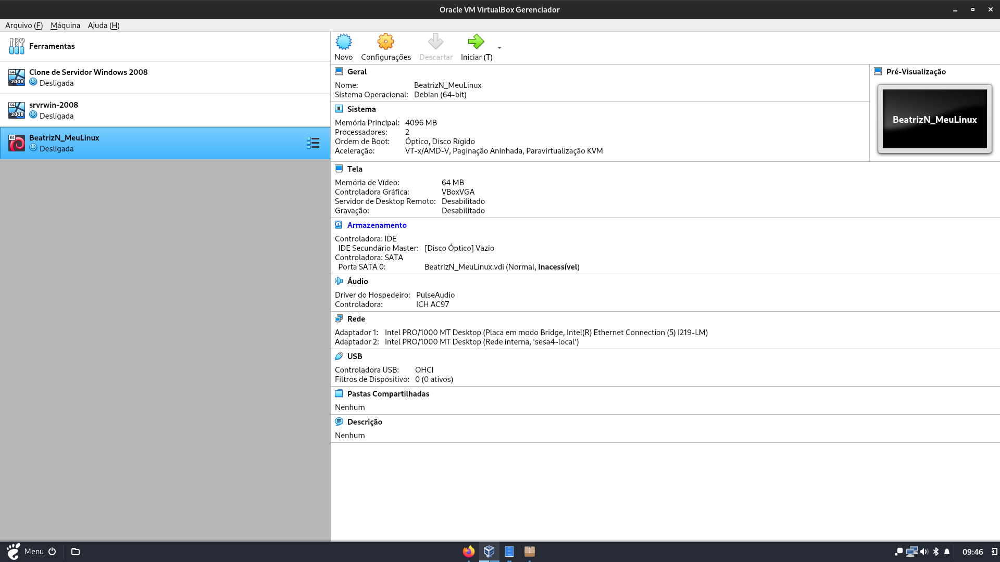 Oracle VM VirtualBox Gerenciador
Arquivo (F) Máquina Ajuda (H)
Ferramentas
64
2008
Clone de Servidor Windows 2008
Desligada
64
2008
srvrwin-2008
Desligada
64
BeatrizN_MeuLinux
Desligada
Novo Configurações Descartar Iniciar (T)
Geral
Nome: BeatrizN_MeuLinux
Sistema Operacional: Debian (64-bit)
Pré-Visualização
BeatrizN_MeuLinux
Sistema
Memória Principal: 4096 MB
Processadores: 2
Ordem de Boot: Óptico, Disco Rígido
Aceleração: VT-x/AMD-V, Paginação Aninhada, Paravirtualização KVM
Tela
Memória de Vídeo: 64 MB
Controladora Gráfica: VBoxVGA
Servidor de Desktop Remoto: Desabilitado
Gravação: Desabilitado
Armazenamento
Controladora: IDE
IDE Secundário Master: [Disco Óptico] Vazio
Controladora: SATA
Porta SATA 0: BeatrizN_MeuLinux.vdi (Normal, Inacessível)
Áudio
Driver do Hospedeiro: PulseAudio
Controladora: ICH AC97
Rede
Adaptador 1: Intel PRO/1000 MT Desktop (Placa em modo Bridge, Intel(R) Ethernet Connection (5) I219-LM)
Adaptador 2: Intel PRO/1000 MT Desktop (Rede interna, 'sesa4-local')
USB
Controladora USB: OHCI
Filtros de Dispositivo: 0 (0 ativos)
Pastas Compartilhadas
Nenhum
Descrição
Nenhum
Menu
09:46